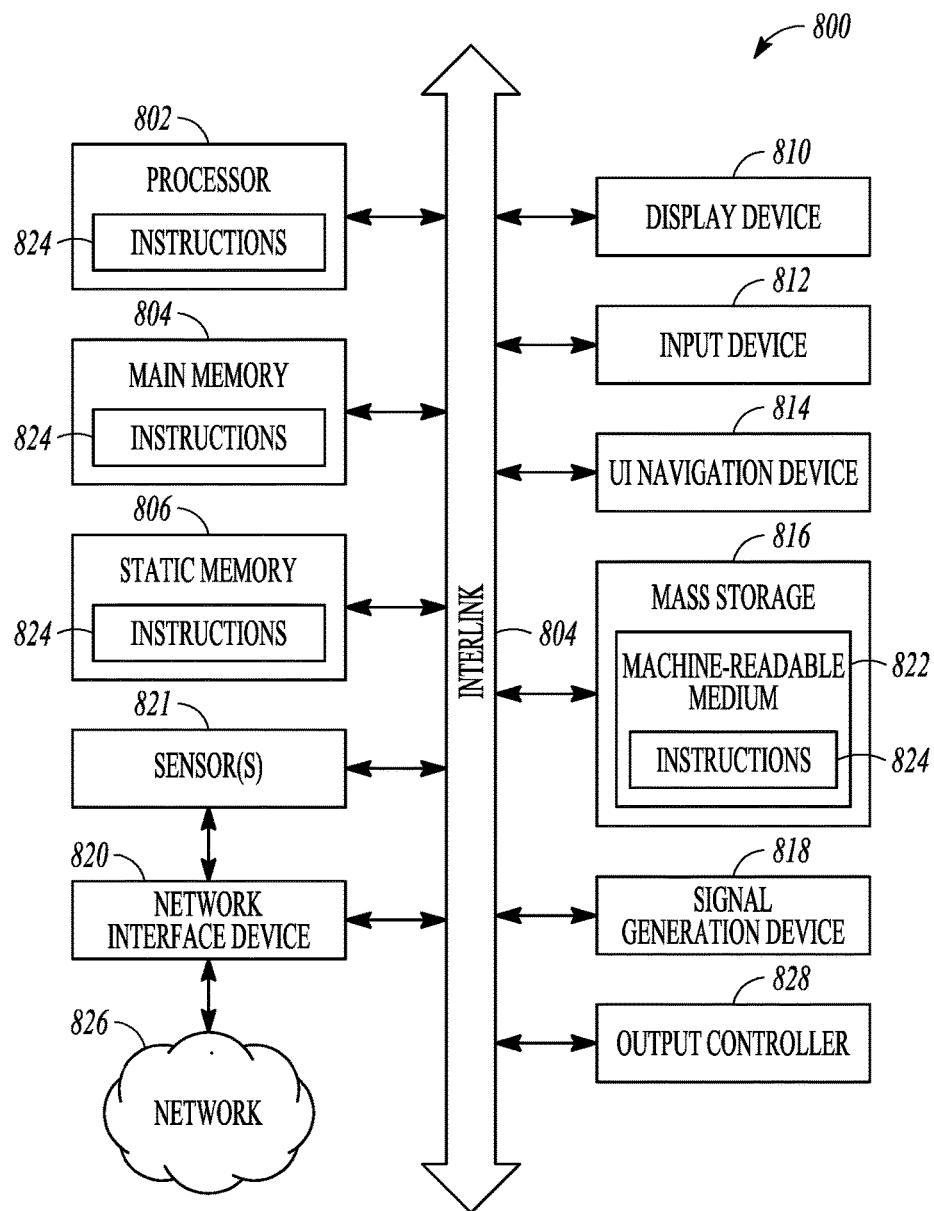 800
802
PROCESSOR
824
INSTRUCTIONS
804
MAIN MEMORY
824
INSTRUCTIONS
806
STATIC MEMORY
824
INSTRUCTIONS
821
SENSOR(S)
820
NETWORK
INTERFACE DEVICE
826
NETWORK
INTERLINK
804
810
DISPLAY DEVICE
812
INPUT DEVICE
814
UI NAVIGATION DEVICE
816
MASS STORAGE
MACHINE-READABLE
MEDIUM
822
INSTRUCTIONS
824
818
SIGNAL
GENERATION DEVICE
828
OUTPUT CONTROLLER